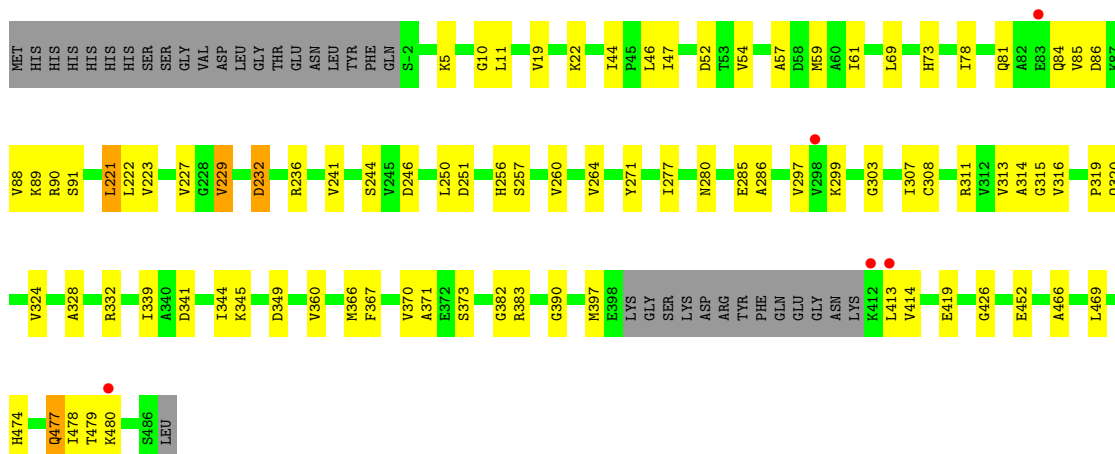 MET HIS HIS HIS HIS HIS HIS SER SER GLY VAL ASP LEU GLY THR GLU ASN LEU TYR PHE GLN S-2 K5 G10 L11 V19 K22 I44 P45 L46 I47 D52 T53 V54 A57 D58 M59 A60 I61 L69 H73 I78 Q81 A82 E83 Q84 V85 D86 K87
V88 K89 R90 S91 L221 L222 V223 V227 G228 V229 D232 R236 V241 S244 V245 D246 L250 D251 H256 S257 V260 V264 Y271 I277 N280 E285 A286 V297 V298 K299 G303 I307 C308 R311 V312 V313 A314 G315 V316 P319
V324 A328 R332 I339 A340 D341 I344 K345 D349 V360 M366 F367 V370 A371 E372 S373 G382 R383 G390 M397 E398 LYS GLY SER LYS ASP ARG TYR PHE GLN GLU GLY ASN LYS K412 L413 V414 E419 G426 E452 A466 L469
H474 Q477 I478 T479 K480 S486 LEU